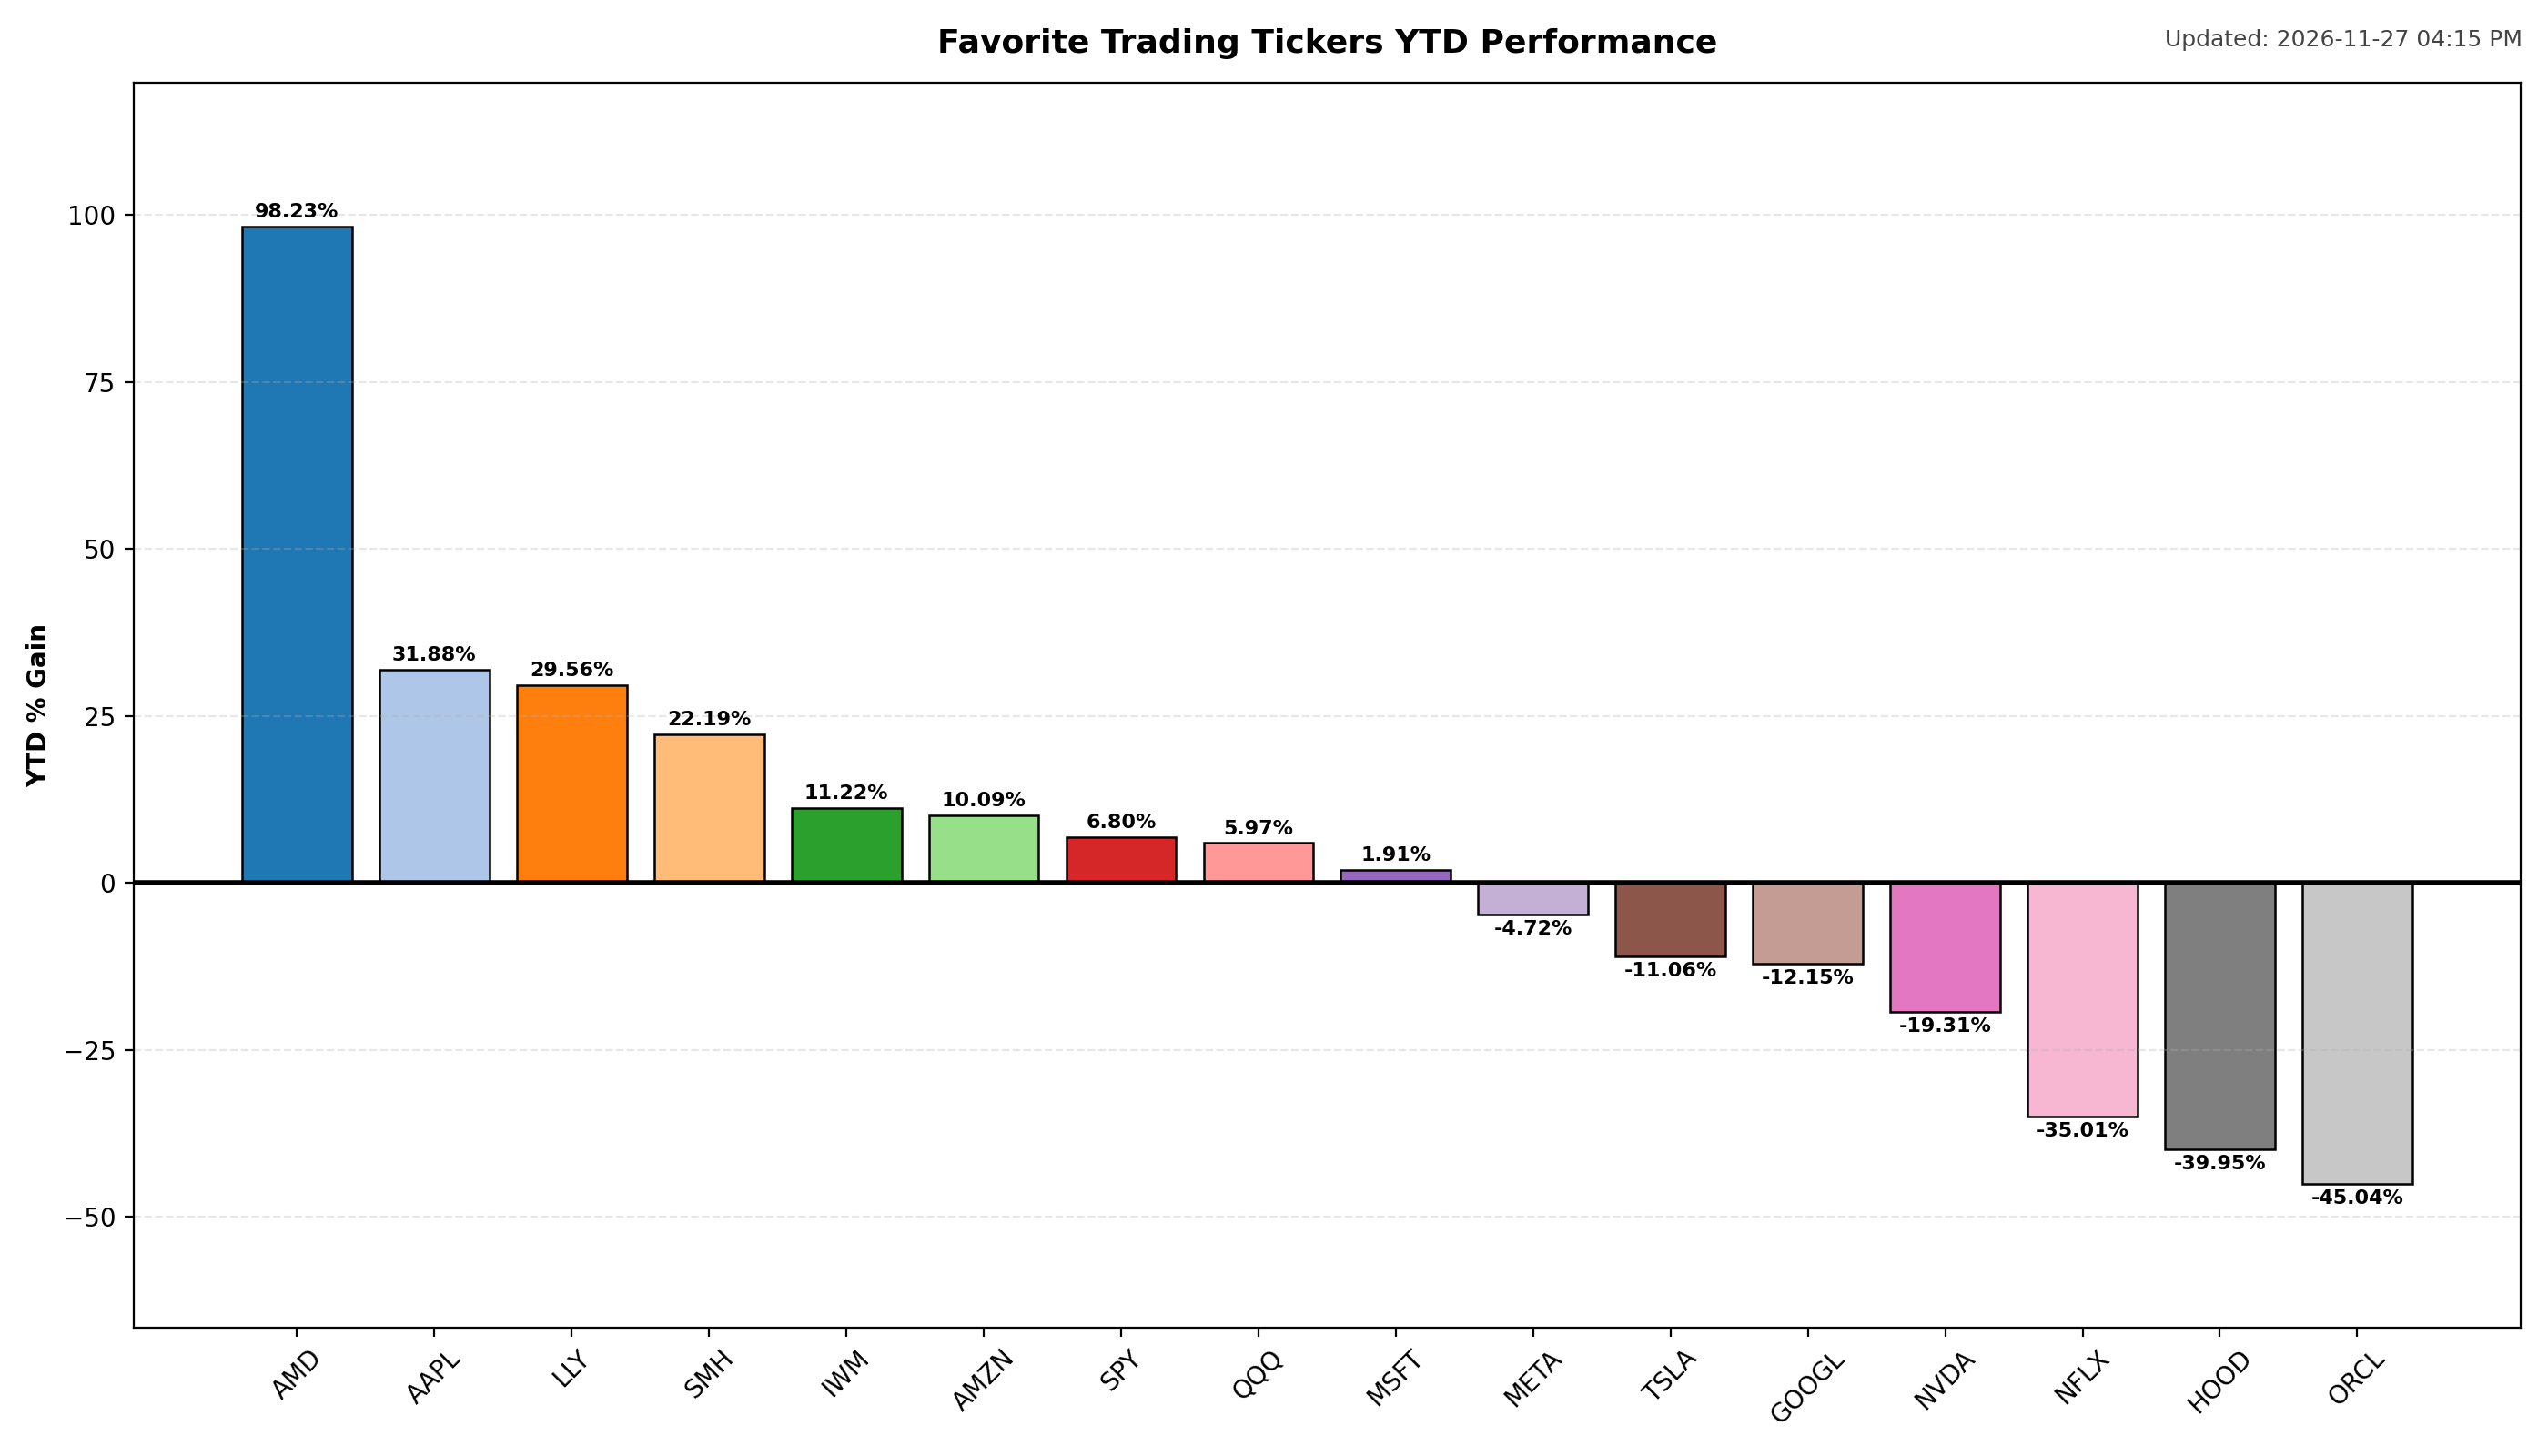 Favorite Trading Tickers YTD Performance
Updated: 2026-11-27 04:15 PM
YTD % Gain
100
75
50
25
0
−25
−50
98.23%
31.88%
29.56%
22.19%
11.22%
10.09%
6.80%
5.97%
1.91%
-4.72%
-11.06%
-12.15%
-19.31%
-35.01%
-39.95%
-45.04%
AMD
AAPL
LLY
SMH
IWM
AMZN
SPY
QQQ
MSFT
META
TSLA
GOOGL
NVDA
NFLX
HOOD
ORCL